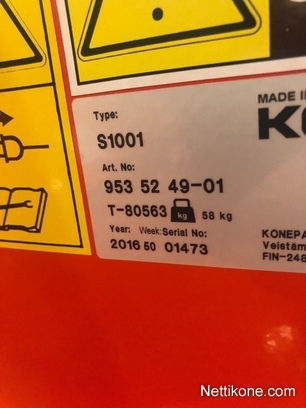 Type:
S1001
MADE IN
Art. No:
953 52 49-01
T-80563 kg 58 kg
Year: Week: Serial No:
2016 50 01473
KONEPA
Veistäm
FIN-248
Nettikone.com